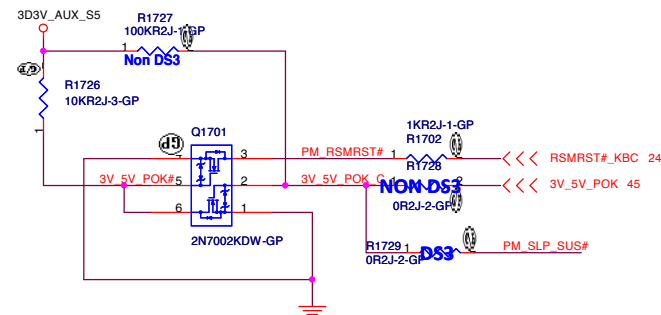 3D3V_AUX_S5
R1727
100KR2J-1-GP
1
Non DS3
R1726
10KR2J-3-GP
1
Q1701
GP
1KR2J-1-GP
R1702
3
PM_RSMRST#
1
RSMRST#_KBC 24
R1728
3V_5V_POK#
5
2
3V_5V_POK_C
NON DS3
3V_5V_POK 45
0R2J-2-GP
6
1
2N7002KDW-GP
R1729
1
DS3
PM_SLP_SUS#
0R2J-2-GP